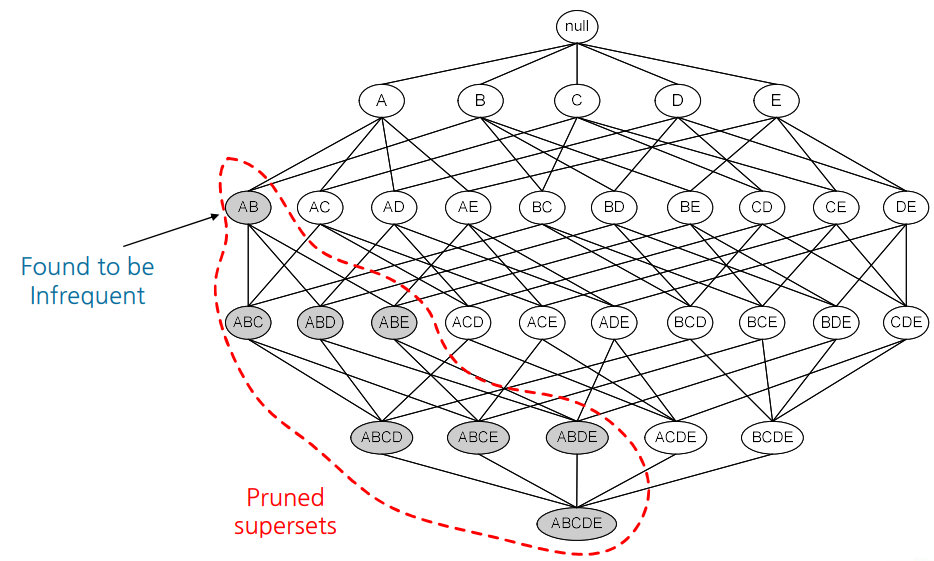 null
A B C D E
AB AC AD AE BC BD BE CD CE DE
Found to be
Infrequent
ABC ABD ABE ACD ACE ADE BCD BCE BDE CDE
ABCD ABCE ABDE ACDE BCDE
Pruned
supersets
ABCDE